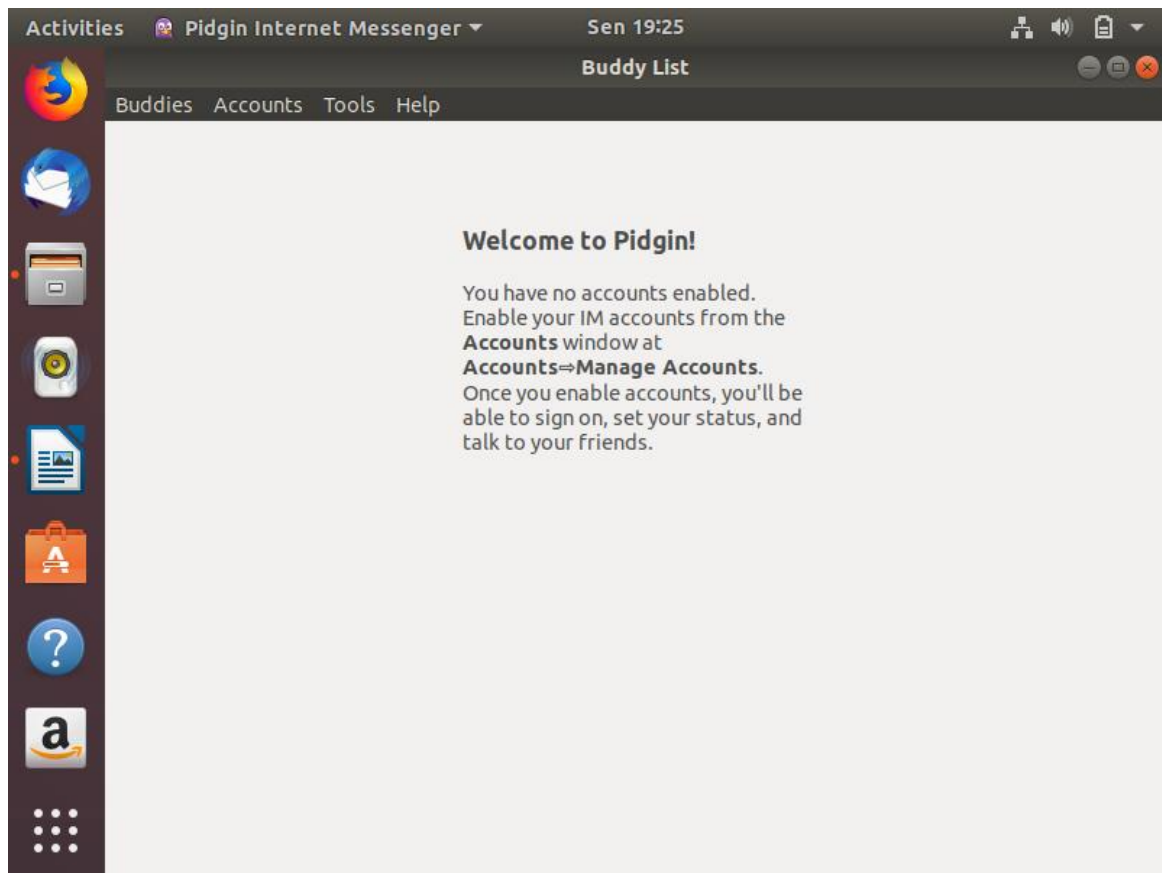 Activities Pidgin Internet Messenger Sen 19:25
Buddy List
Buddies Accounts Tools Help
Welcome to Pidgin!
You have no accounts enabled.
Enable your IM accounts from the
Accounts window at
Accounts⇨Manage Accounts.
Once you enable accounts, you'll be
able to sign on, set your status, and
talk to your friends.
A
?
a